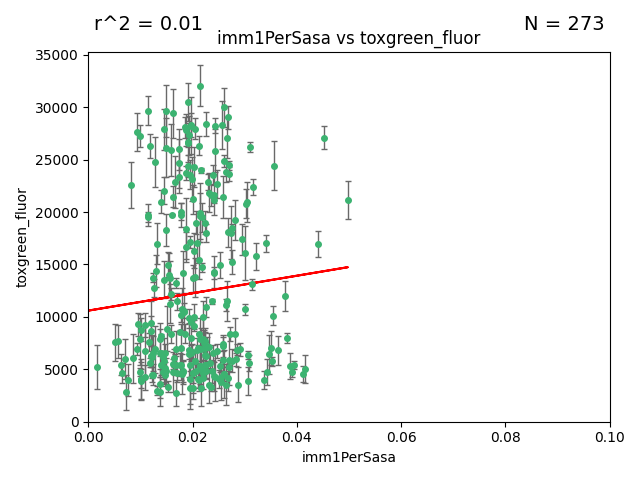 r^2 = 0.01
N = 273
imm1PerSasa vs toxgreen_fluor
35000
30000
25000
20000
15000
10000
5000
0
toxgreen_fluor
0.00 0.02 0.04 0.06 0.08 0.10
imm1PerSasa